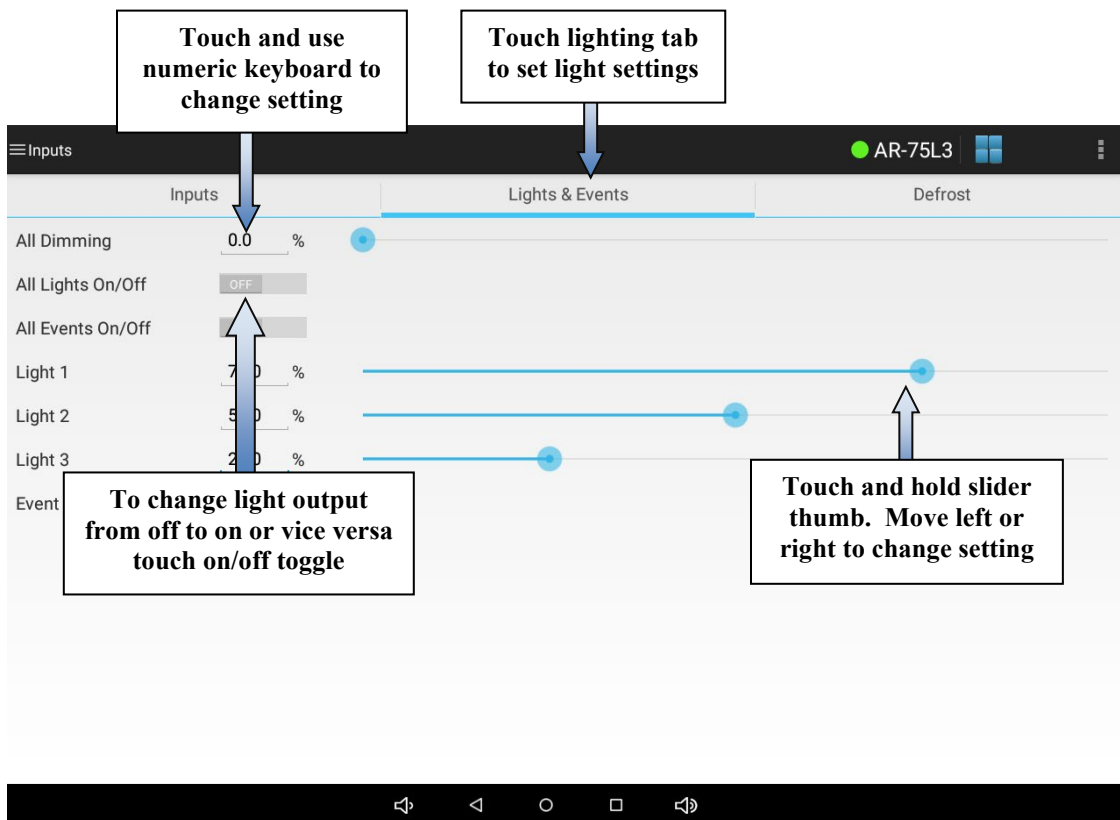 Touch and use
numeric keyboard to
change setting
Touch lighting tab
to set light settings
Inputs
AR-75L3
Inputs
Lights & Events
Defrost
All Dimming 0.0 %
All Lights On/Off OFF
All Events On/Off
Light 1 %
Light 2 %
Light 3 %
Event
To change light output
from off to on or vice versa
touch on/off toggle
Touch and hold slider
thumb. Move left or
right to change setting